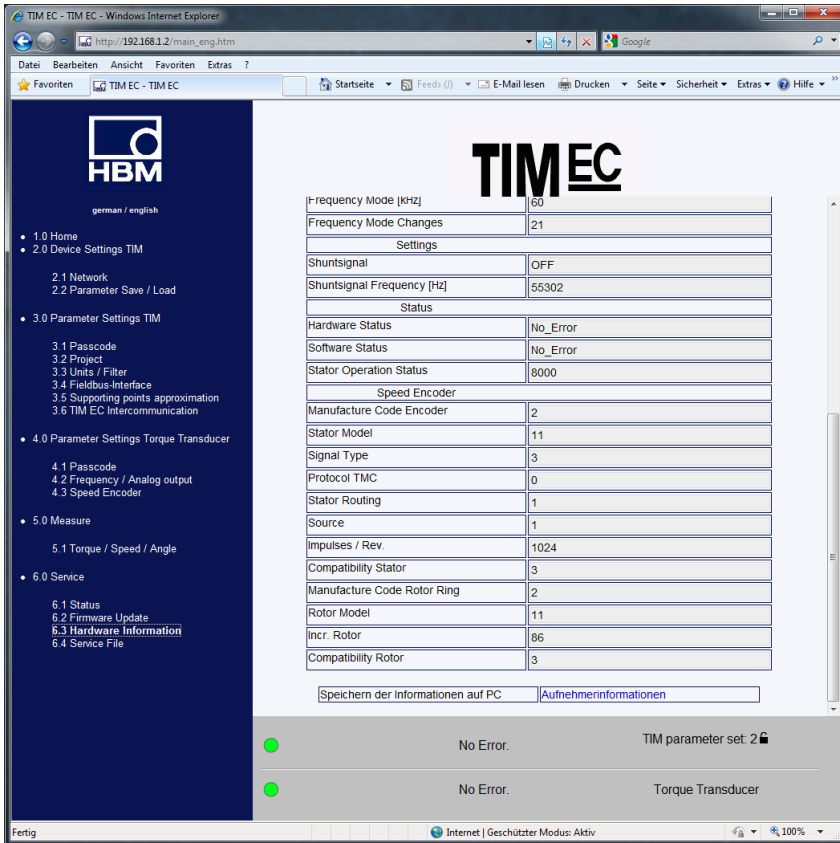 TIM EC - TIM EC - Windows Internet Explorer
http://192.168.1.2/main_eng.htm
Google
Datei Bearbeiten Ansicht Favoriten Extras ?
Favoriten TIM EC - TIM EC Startseite Feeds (J) E-Mail lesen Drucken Seite Sicherheit Extras Hilfe
HBM
german / english
1.0 Home
2.0 Device Settings TIM
2.1 Network
2.2 Parameter Save / Load
3.0 Parameter Settings TIM
3.1 Passcode
3.2 Project
3.3 Units / Filter
3.4 Fieldbus-Interface
3.5 Supporting points approximation
3.6 TIM EC Intercommunication
4.0 Parameter Settings Torque Transducer
4.1 Passcode
4.2 Frequency / Analog output
4.3 Speed Encoder
5.0 Measure
5.1 Torque / Speed / Angle
6.0 Service
6.1 Status
6.2 Firmware Update
6.3 Hardware Information
6.4 Service File
TIM EC
Frequency Mode [kHz] 60
Frequency Mode Changes 21
Settings
Shuntsignal OFF
Shuntsignal Frequency [Hz] 55302
Status
Hardware Status No_Error
Software Status No_Error
Stator Operation Status 8000
Speed Encoder
Manufacture Code Encoder 2
Stator Model 11
Signal Type 3
Protocol TMC 0
Stator Routing 1
Source 1
Impulses / Rev. 1024
Compatibility Stator 3
Manufacture Code Rotor Ring 2
Rotor Model 11
Incr. Rotor 86
Compatibility Rotor 3
Speichern der Informationen auf PC Aufnehmerinformationen
No Error. TIM parameter set: 2
No Error. Torque Transducer
Fertig Internet | Geschützter Modus: Aktiv 100%